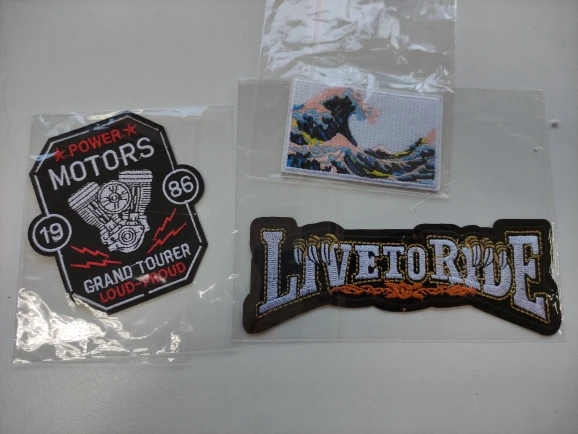 POWER
MOTORS
19
86
GRAND TOURER
LOUD-PROUD
LIVE TO RIDE